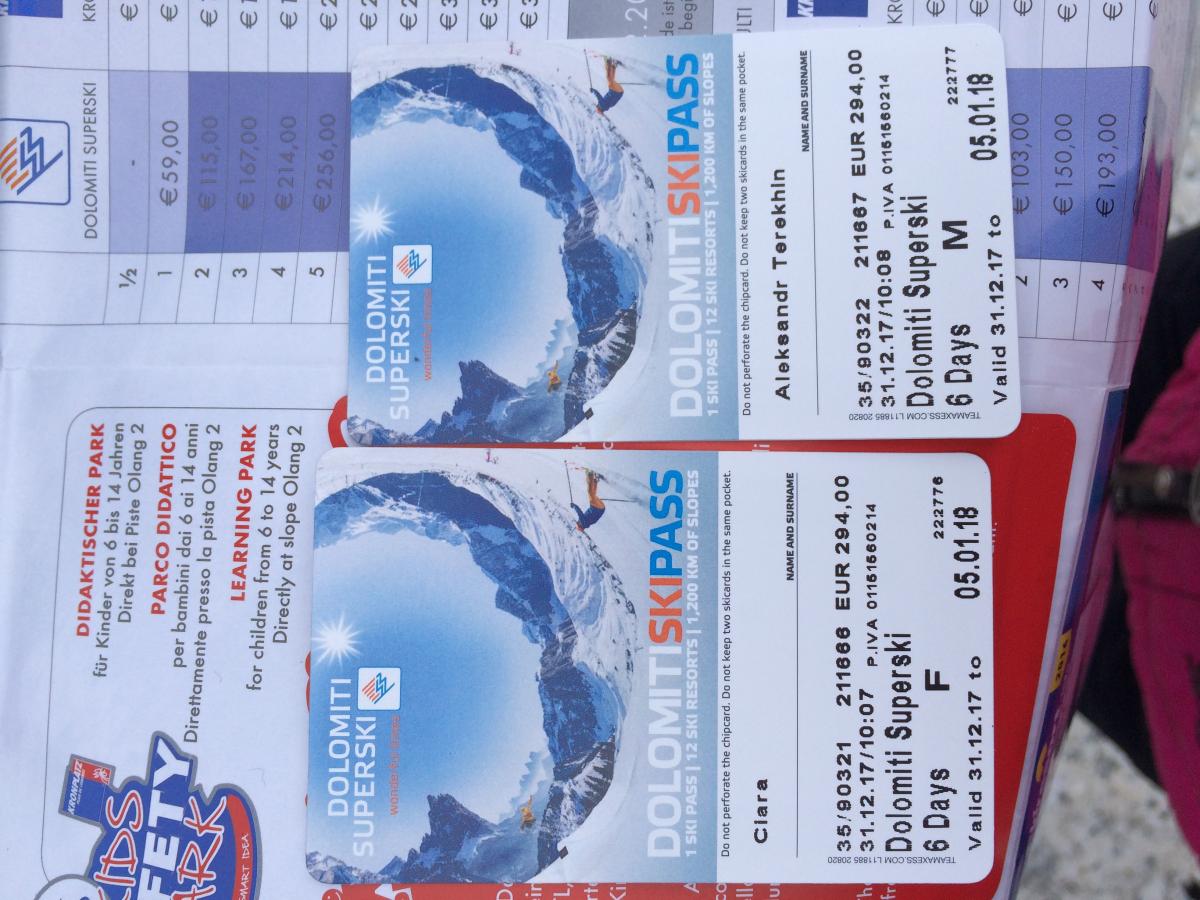 DOLOMITI
SUPERSKI
DOLOMITISKIPASS
1 SKI PASS | 12 SKI RESORTS | 1,200 KM OF SLOPES
Do not perforate the chipcard. Do not keep two skicards in the same pocket.
Aleksandr Terekhin
NAME AND SURNAME
35/90322 211667 EUR 294,00
31.12.17/10:08 P.IVA 01151560214
Dolomiti Superski
222777
6 Days M
Valid 31.12.17 to 05.01.18
TEAMAXESS.COM L11885 20820
DOLOMITI
SUPERSKI
DOLOMITISKIPASS
1 SKI PASS | 12 SKI RESORTS | 1,200 KM OF SLOPES
Do not perforate the chipcard. Do not keep two skicards in the same pocket.
Clara
NAME AND SURNAME
35/90321 211666 EUR 294,00
31.12.17/10:07 P.IVA 01151560214
Dolomiti Superski
222776
6 Days F
Valid 31.12.17 to 05.01.18
TEAMAXESS.COM L11885 20820
DOLOMITI SUPERSKI
½ -
1 € 59,00
2 € 115,00
3 € 167,00
4 € 214,00
5 € 256,00
2 € 103,00
3 € 150,00
4 € 193,00
DIDAKTISCHER PARK
für Kinder von 6 bis 14 Jahren
Direkt bei Piste Olang 2
PARCO DIDATTICO
per bambini dai 6 ai 14 anni
Direttamente presso la pista Olang 2
LEARNING PARK
for children from 6 to 14 years
Directly at slope Olang 2
KRONPLATZ
KIDS
SAFETY
PARK
SMART IDEA